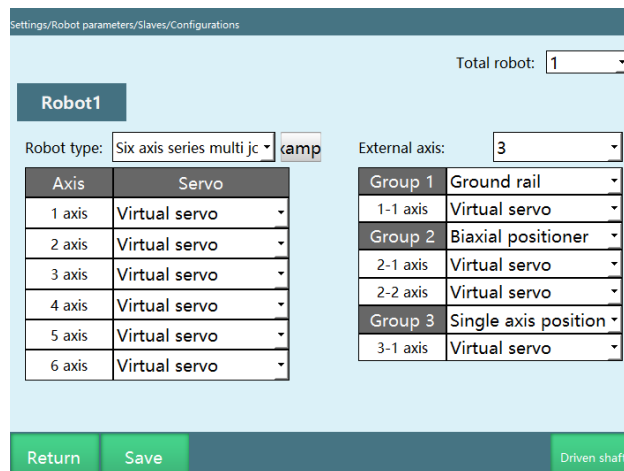 Settings/Robot parameters/Slaves/Configurations
Total robot: 1
Robot1
Robot type: Six axis series multi jc xamp
External axis: 3
Axis Servo
1 axis Virtual servo
2 axis Virtual servo
3 axis Virtual servo
4 axis Virtual servo
5 axis Virtual servo
6 axis Virtual servo
Group 1 Ground rail
1-1 axis Virtual servo
Group 2 Biaxial positioner
2-1 axis Virtual servo
2-2 axis Virtual servo
Group 3 Single axis position
3-1 axis Virtual servo
Return Save Driven shaft